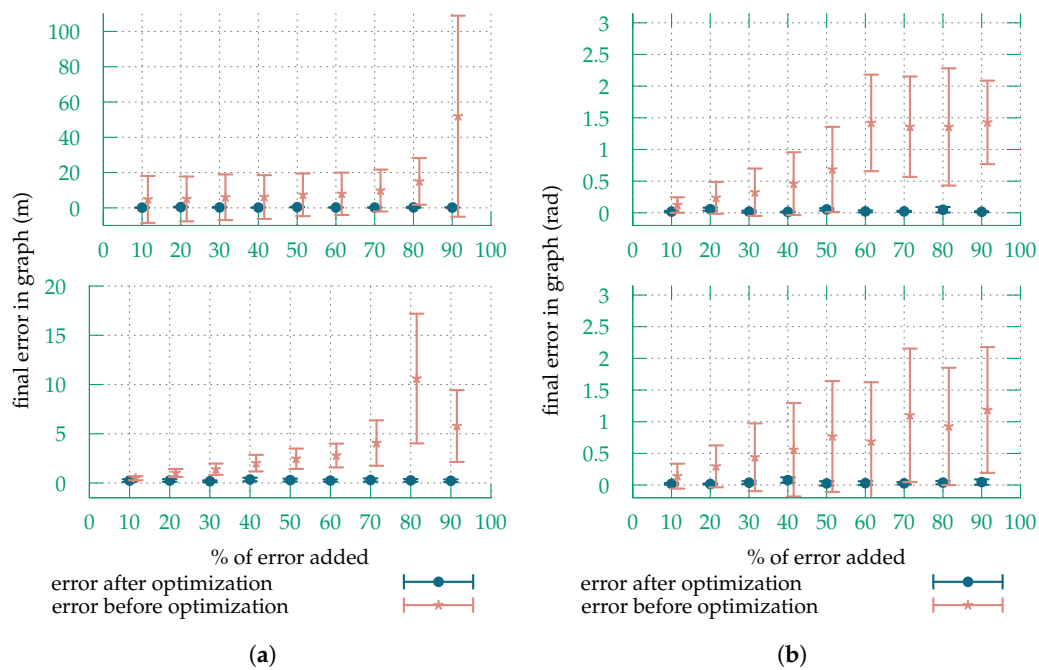 100
80
60
40
20
0
0 10 20 30 40 50 60 70 80 90 100
20
15
10
5
0
0 10 20 30 40 50 60 70 80 90 100
final error in graph (m)
% of error added
error after optimization
error before optimization
(a)
3
2.5
2
1.5
1
0.5
0
0 10 20 30 40 50 60 70 80 90 100
3
2.5
2
1.5
1
0.5
0
0 10 20 30 40 50 60 70 80 90 100
final error in graph (rad)
% of error added
error after optimization
error before optimization
(b)